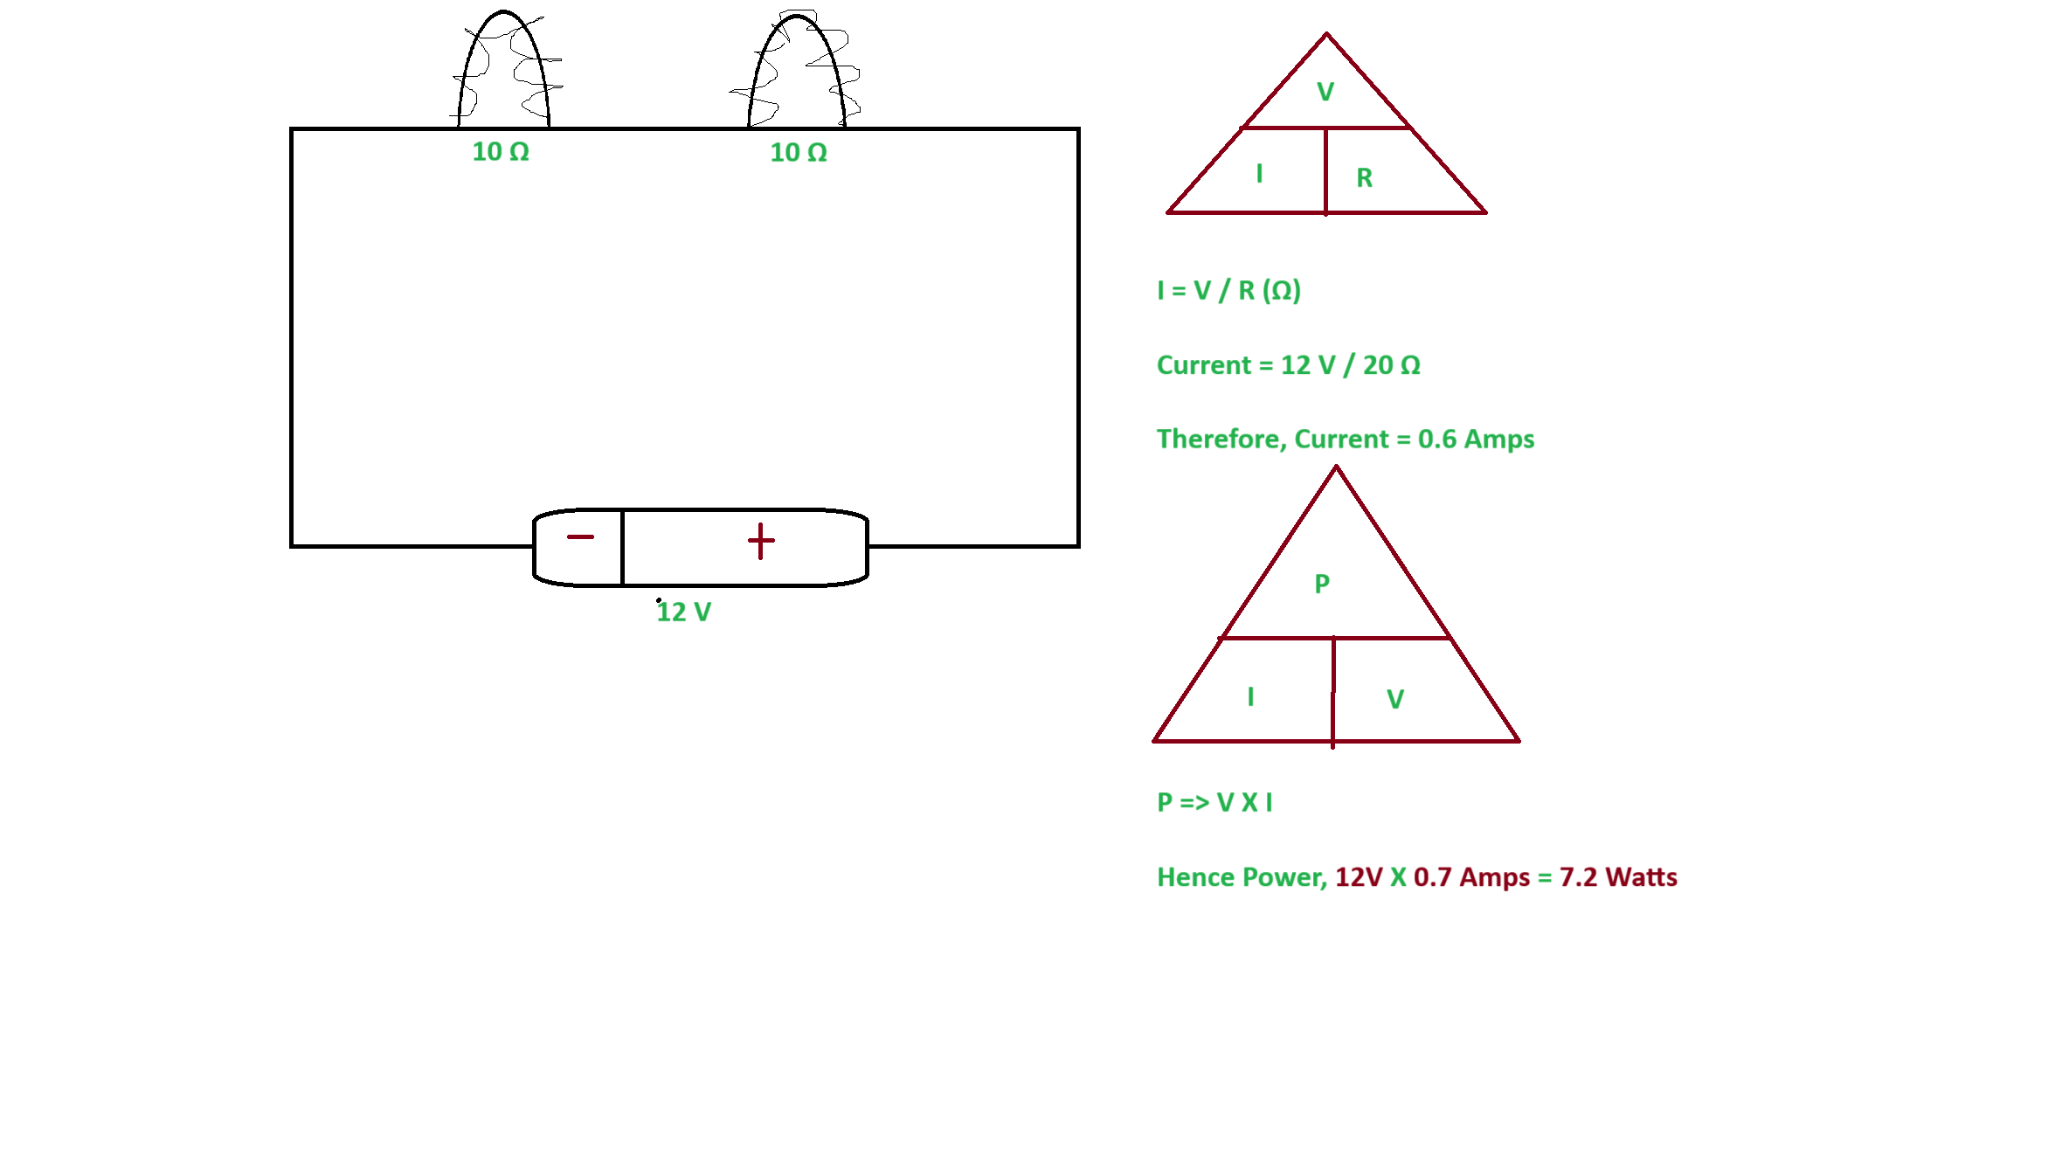 10 Ω
10 Ω
− +
12 V
V
I R
I = V / R (Ω)
Current = 12 V / 20 Ω
Therefore, Current = 0.6 Amps
P
I V
P => V X I
Hence Power, 12V X 0.7 Amps = 7.2 Watts